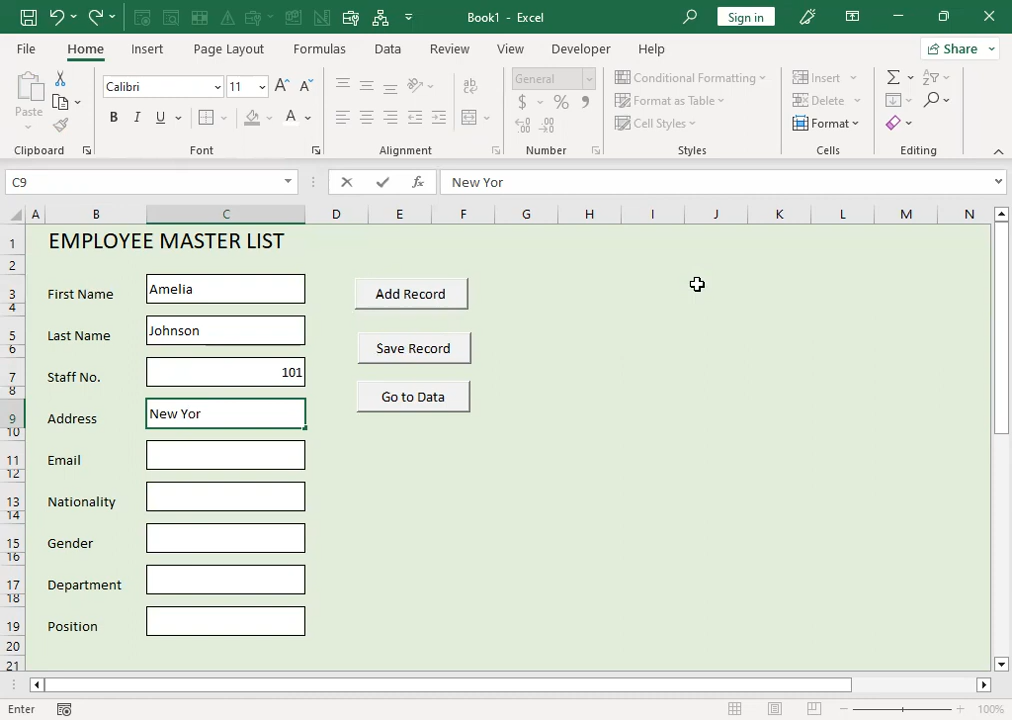 Book1 - Excel
Sign in
File Home Insert Page Layout Formulas Data Review View Developer Help Share
Paste
Calibri 11 A A
B I U A
ab
General
$ % 9
Conditional Formatting
Format as Table
Cell Styles
Insert
Delete
Format
Clipboard Font Alignment Number Styles Cells Editing
C9 fx New Yor
A B C D E F G H I J K L M N
1 EMPLOYEE MASTER LIST
2
3 First Name Amelia Add Record
4
5 Last Name Johnson Save Record
6
7 Staff No. 101 Go to Data
8
9 Address New Yor
10
11 Email
12
13 Nationality
14
15 Gender
16
17 Department
18
19 Position
20
21
Enter 100%